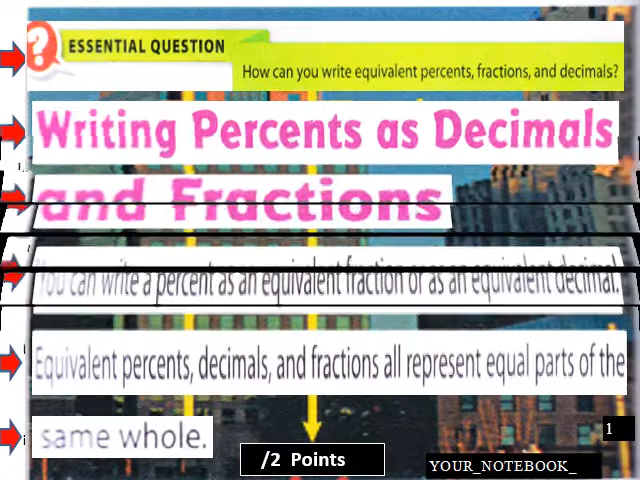 ?
ESSENTIAL QUESTION
How can you write equivalent percents, fractions, and decimals?
Writing Percents as Decimals
and Fractions
You can write a percent as an equivalent fraction or as an equivalent decimal.
Equivalent percents, decimals, and fractions all represent equal parts of the
same whole.
1
/2 Points
YOUR_NOTEBOOK_